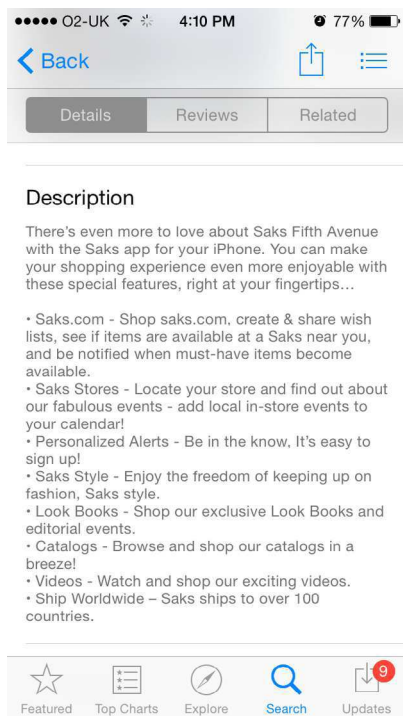 ●●●●● O2-UK 4:10 PM 77%
Back
Details Reviews Related
Description
There's even more to love about Saks Fifth Avenue
with the Saks app for your iPhone. You can make
your shopping experience even more enjoyable with
these special features, right at your fingertips…
• Saks.com - Shop saks.com, create & share wish
lists, see if items are available at a Saks near you,
and be notified when must-have items become
available.
• Saks Stores - Locate your store and find out about
our fabulous events - add local in-store events to
your calendar!
• Personalized Alerts - Be in the know, It's easy to
sign up!
• Saks Style - Enjoy the freedom of keeping up on
fashion, Saks style.
• Look Books - Shop our exclusive Look Books and
editorial events.
• Catalogs - Browse and shop our catalogs in a
breeze!
• Videos - Watch and shop our exciting videos.
• Ship Worldwide – Saks ships to over 100
countries.
9
Featured Top Charts Explore Search Updates